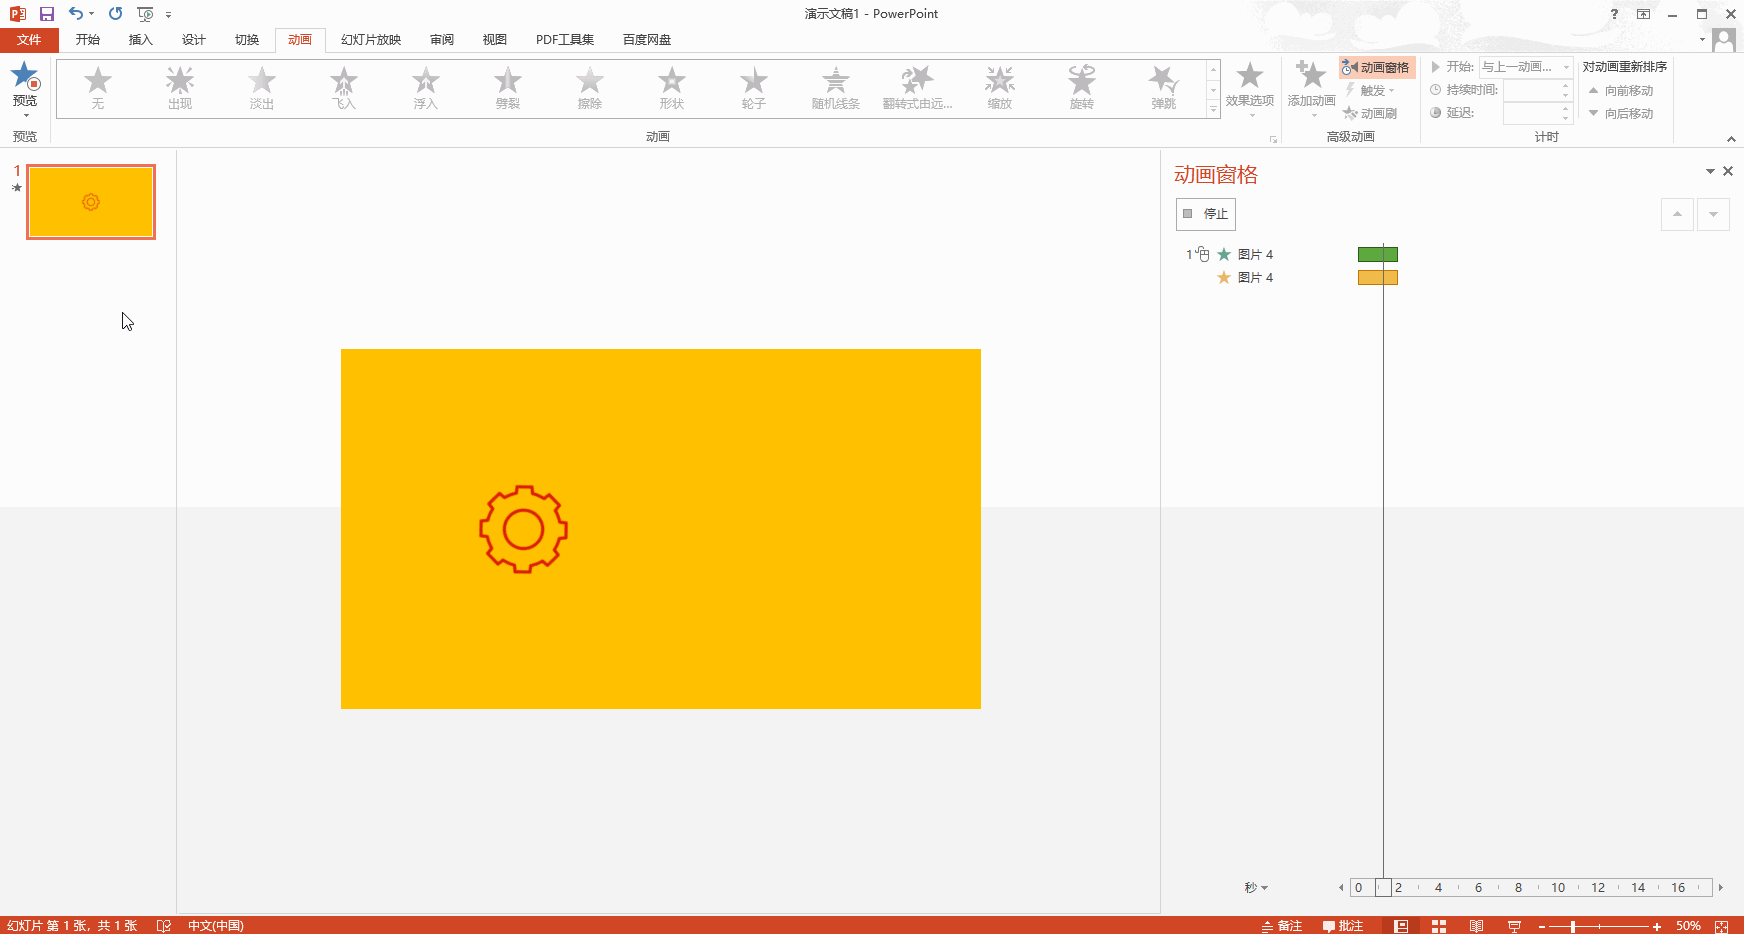 演示文稿1 - PowerPoint
文件 开始 插入 设计 切换 动画 幻灯片放映 审阅 视图 PDF工具集 百度网盘
预览
无 出现 淡出 飞入 浮入 劈裂 擦除 形状 轮子 随机线条 翻转式由远... 缩放 旋转 弹跳
效果选项
添加动画
动画窗格
触发
动画刷
开始: 与上一动画...
持续时间:
延迟:
对动画重新排序
向前移动
向后移动
预览 动画 高级动画 计时
1
动画窗格
停止
1 图片 4
图片 4
秒 0 2 4 6 8 10 12 14 16
幻灯片 第 1 张，共 1 张 中文(中国) 备注 批注 50%